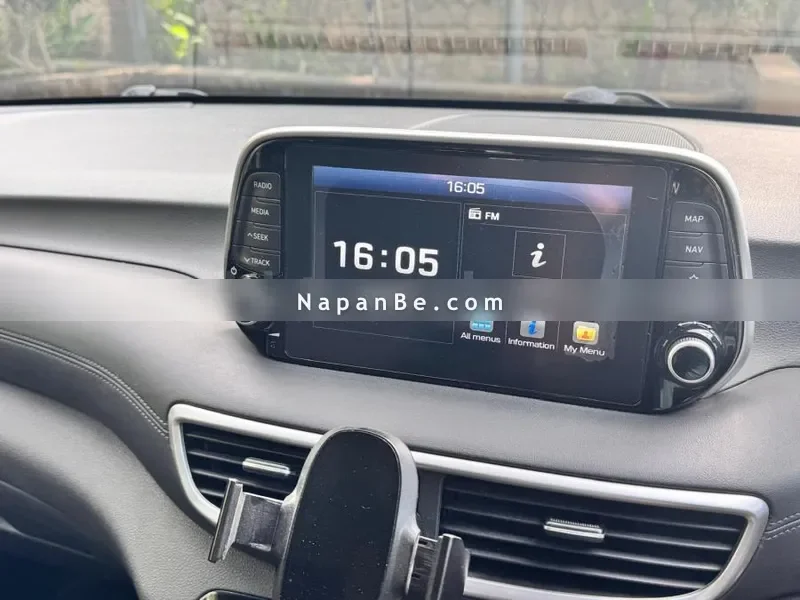 16:05
RADIO
MEDIA
SEEK
TRACK
16:05
FM
i
MAP
NAV
NapanBe.com
All menus
Information
My Menu